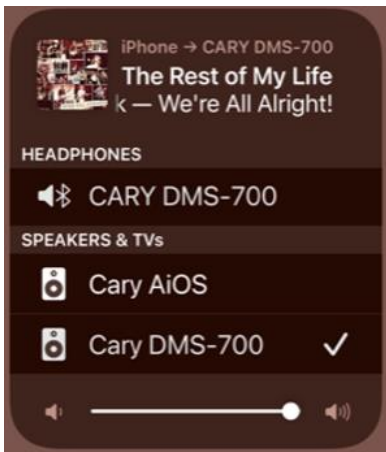 iPhone → CARY DMS-700
The Rest of My Life
k — We're All Alright!
HEADPHONES
CARY DMS-700
SPEAKERS & TVs
Cary AiOS
Cary DMS-700